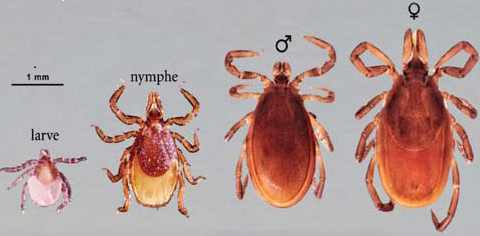 1 mm
larve
nymphe
♂
♀